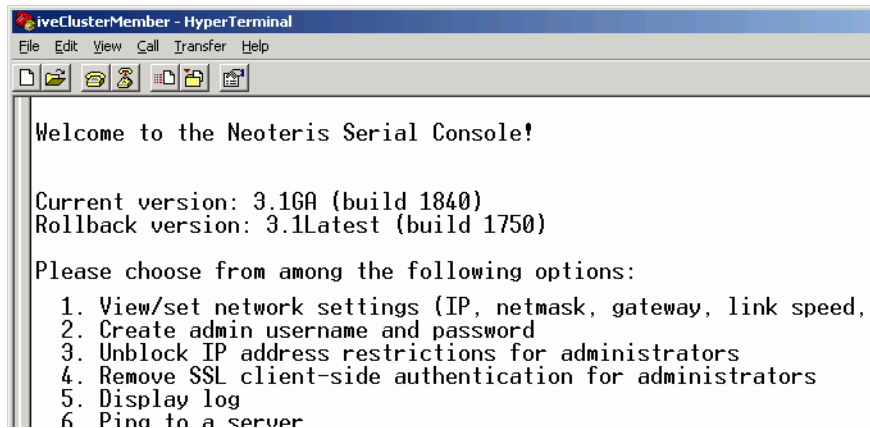 iveClusterMember - HyperTerminal
File Edit View Call Transfer Help
Welcome to the Neoteris Serial Console!
Current version: 3.1GA (build 1840)
Rollback version: 3.1Latest (build 1750)
Please choose from among the following options:
1. View/set network settings (IP, netmask, gateway, link speed,
2. Create admin username and password
3. Unblock IP address restrictions for administrators
4. Remove SSL client-side authentication for administrators
5. Display log
6. Ping to a server